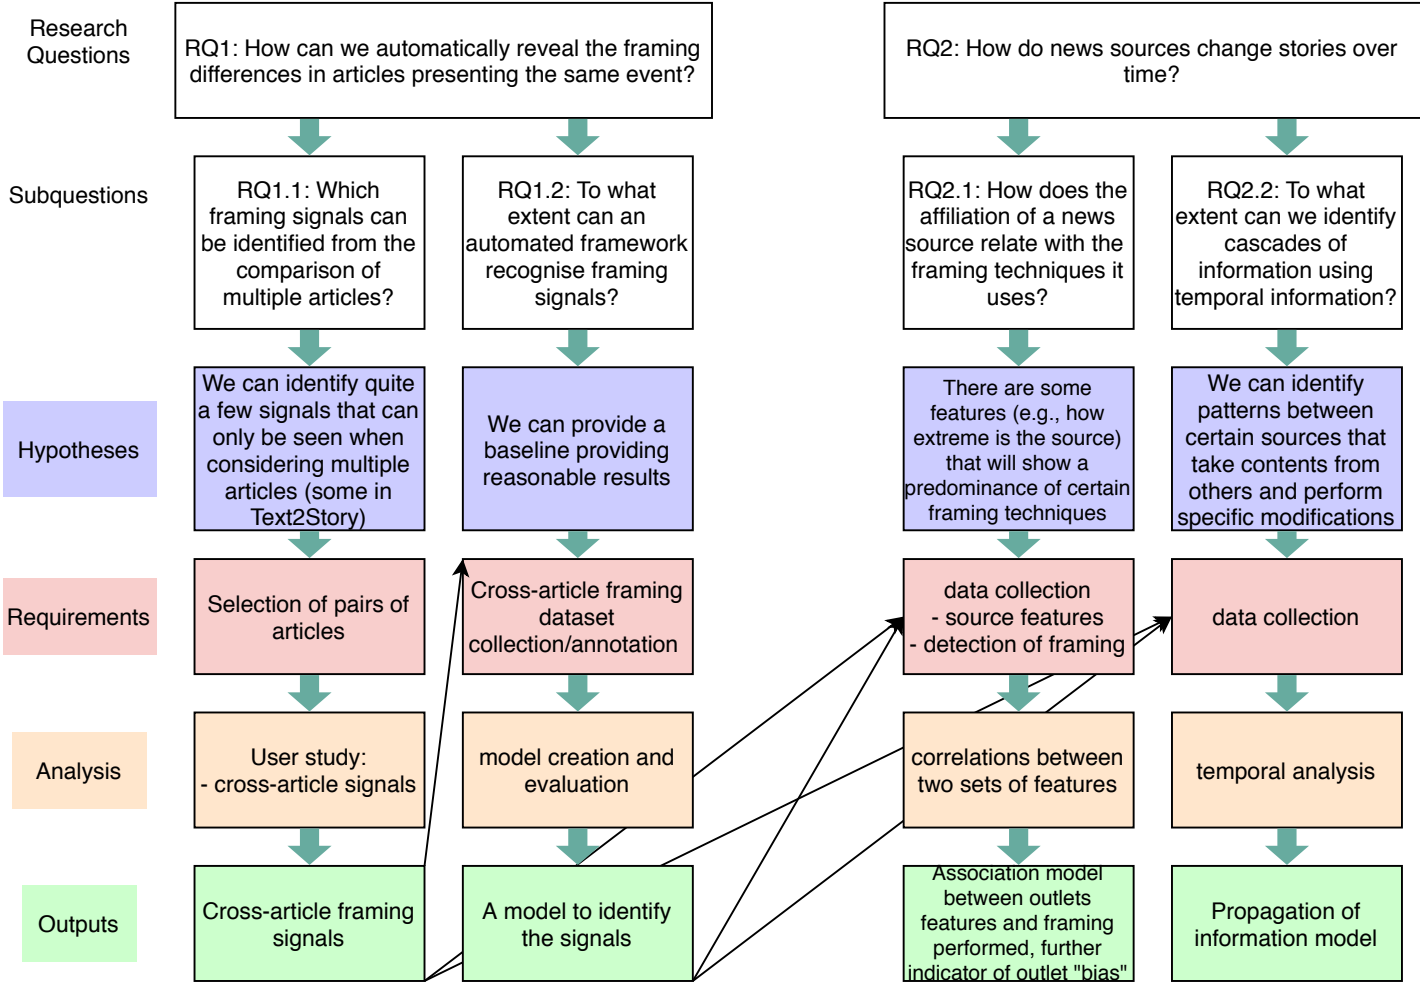 Research
Questions
RQ1: How can we automatically reveal the framing
differences in articles presenting the same event?
RQ2: How do news sources change stories over
time?
Subquestions
RQ1.1: Which
framing signals can
be identified from the
comparison of
multiple articles?
RQ1.2: To what
extent can an
automated framework
recognise framing
signals?
RQ2.1: How does the
affiliation of a news
source relate with the
framing techniques it
uses?
RQ2.2: To what
extent can we identify
cascades of
information using
temporal information?
Hypotheses
We can identify quite
a few signals that can
only be seen when
considering multiple
articles (some in
Text2Story)
We can provide a
baseline providing
reasonable results
There are some
features (e.g., how
extreme is the source)
that will show a
predominance of certain
framing techniques
We can identify
patterns between
certain sources that
take contents from
others and perform
specific modifications
Requirements
Selection of pairs of
articles
Cross-article framing
dataset
collection/annotation
data collection
- source features
- detection of framing
data collection
Analysis
User study:
- cross-article signals
model creation and
evaluation
correlations between
two sets of features
temporal analysis
Outputs
Cross-article framing
signals
A model to identify
the signals
Association model
between outlets
features and framing
performed, further
indicator of outlet "bias"
Propagation of
information model